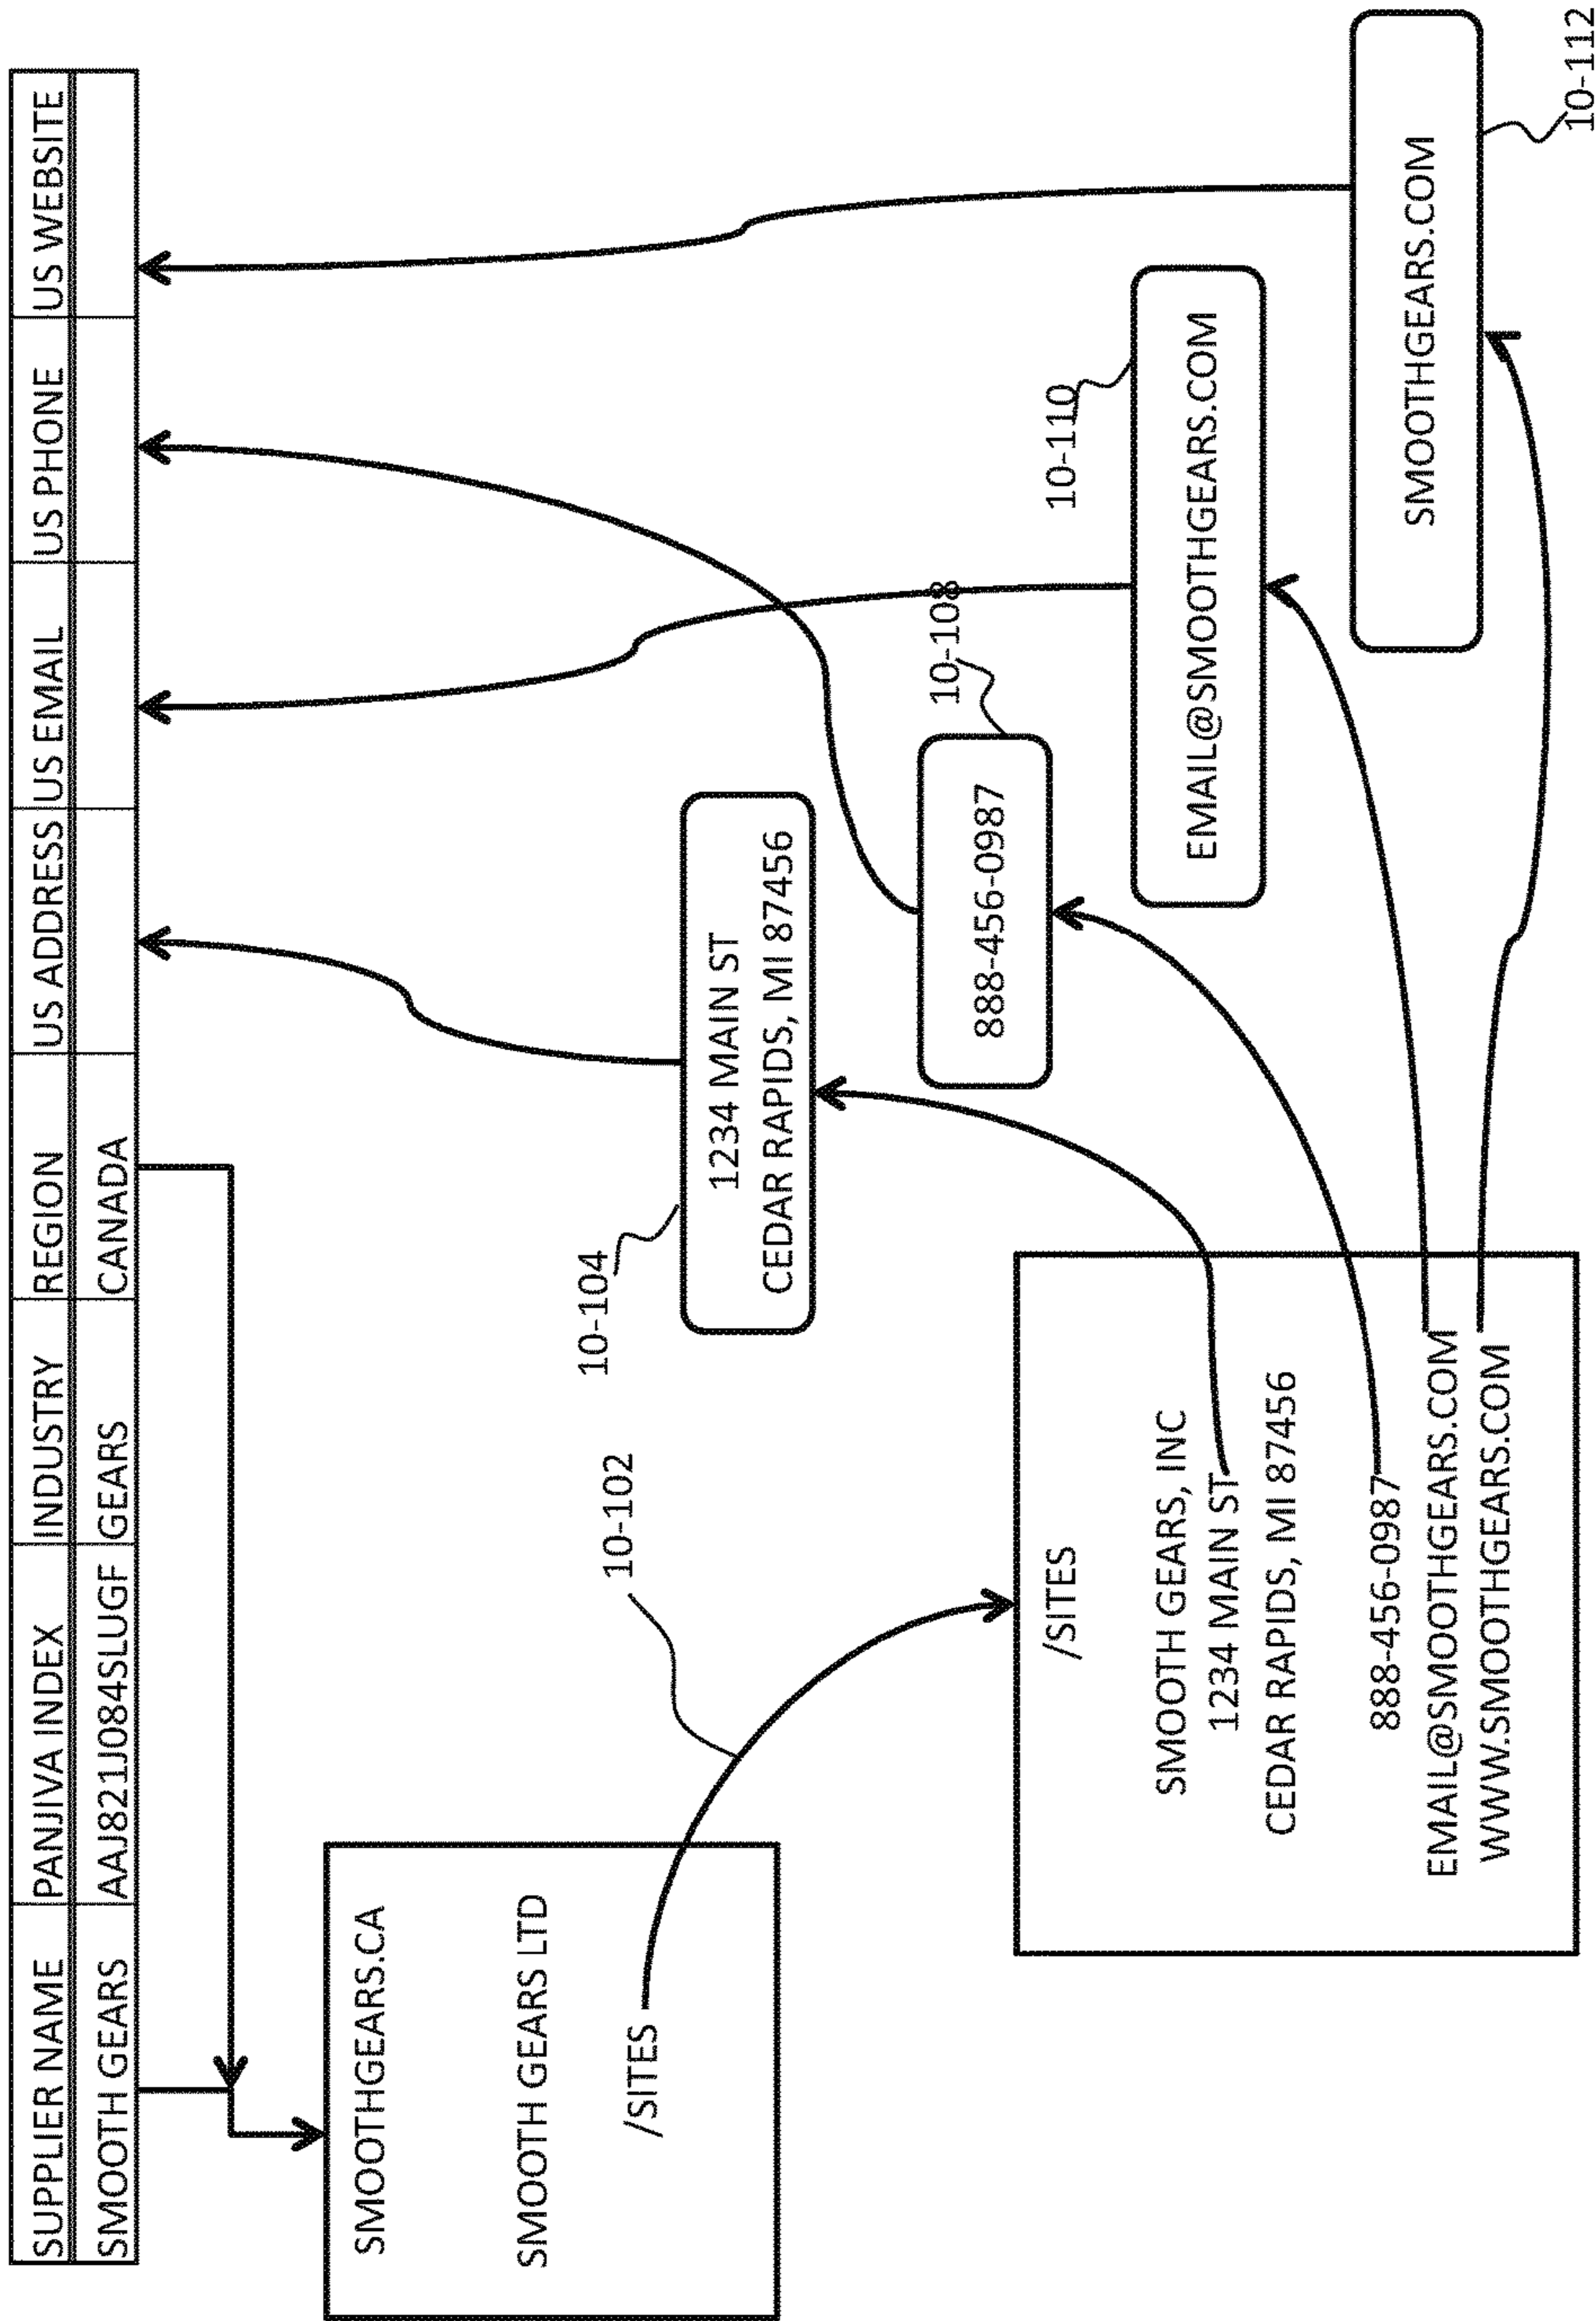 SUPPLIER NAME PANJIVA INDEX INDUSTRY REGION US ADDRESS US EMAIL US PHONE US WEBSITE
SMOOTH GEARS AAJ821J084SLUGF GEARS CANADA
SMOOTHGEARS.CA
SMOOTH GEARS LTD
/SITES
10-102
/SITES
SMOOTH GEARS, INC
1234 MAIN ST
CEDAR RAPIDS, MI 87456
888-456-0987
EMAIL@SMOOTHGEARS.COM
WWW.SMOOTHGEARS.COM
10-104
1234 MAIN ST
CEDAR RAPIDS, MI 87456
10-108
888-456-0987
10-110
EMAIL@SMOOTHGEARS.COM
SMOOTHGEARS.COM
10-112